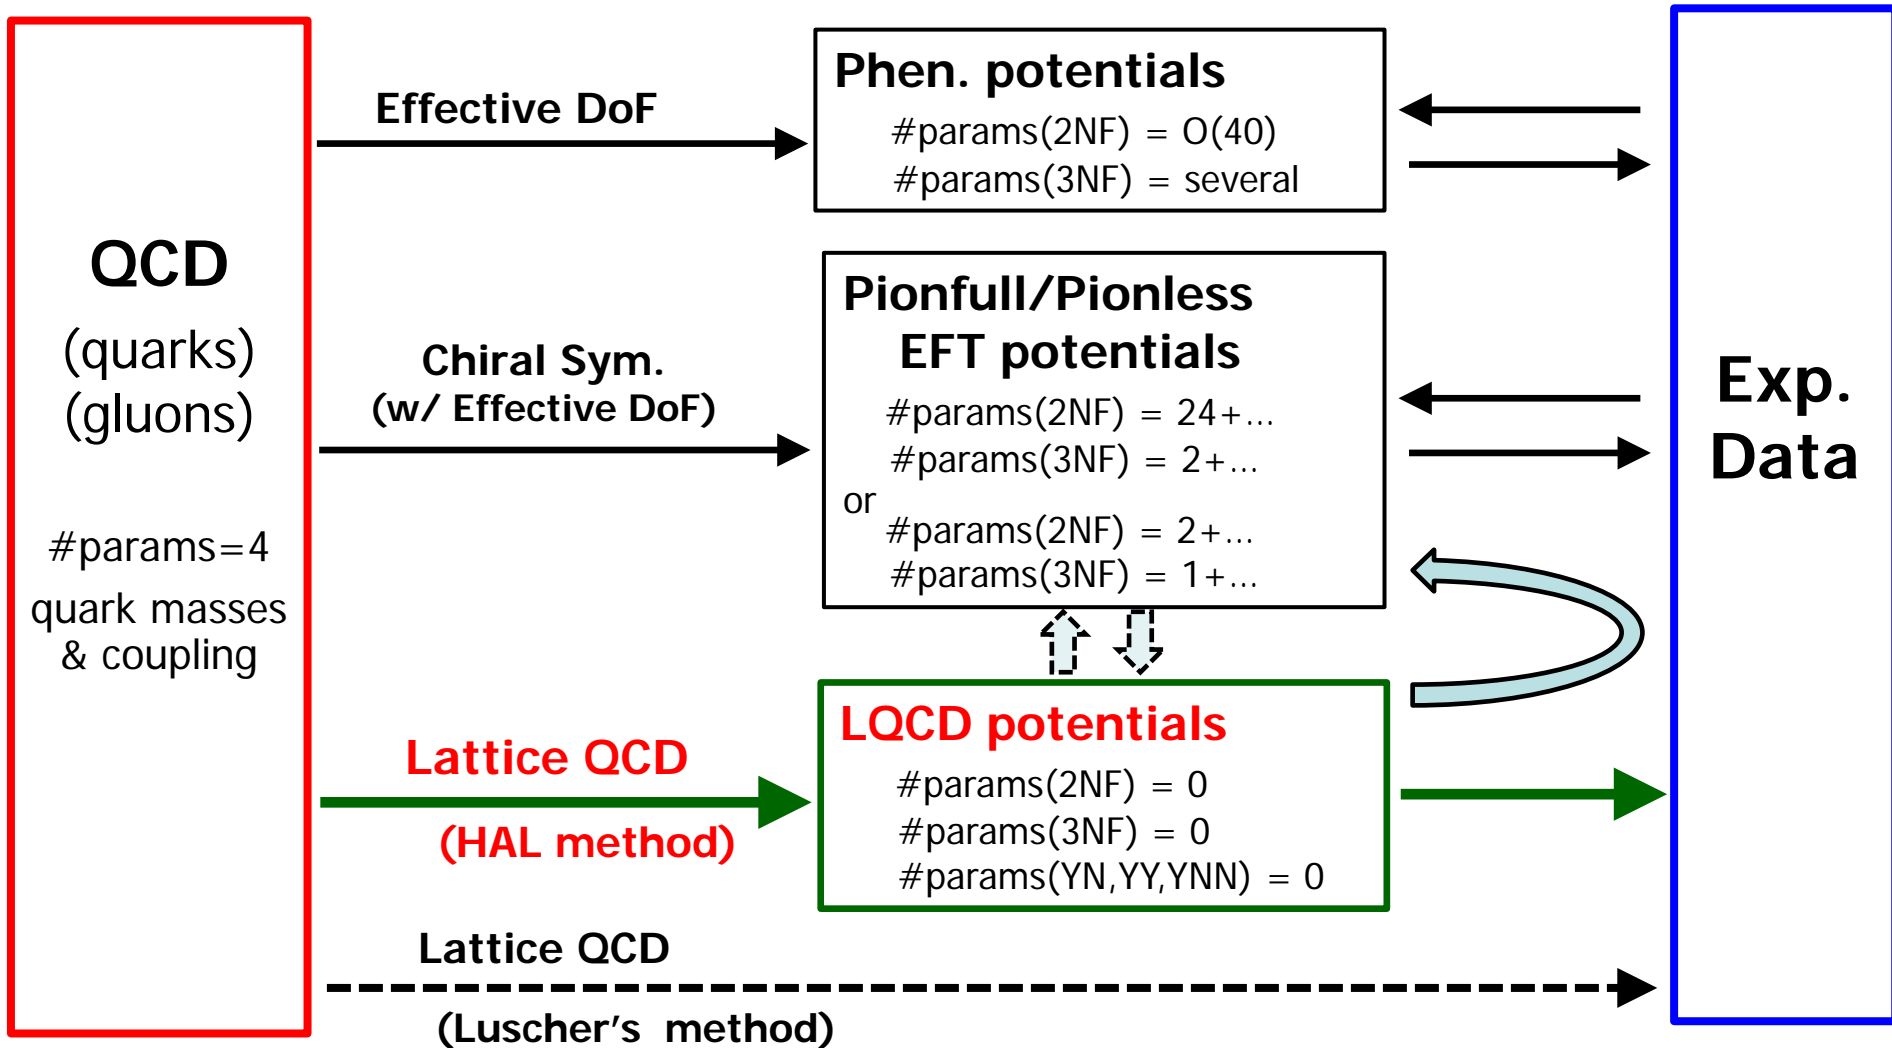 QCD
(quarks)
(gluons)
#params=4
quark masses
& coupling
Effective DoF
Phen. potentials
#params(2NF) = O(40)
#params(3NF) = several
Chiral Sym.
(w/ Effective DoF)
Pionfull/Pionless
EFT potentials
#params(2NF) = 24+...
#params(3NF) = 2+...
or
#params(2NF) = 2+...
#params(3NF) = 1+...
Lattice QCD
(HAL method)
LQCD potentials
#params(2NF) = 0
#params(3NF) = 0
#params(YN,YY,YNN) = 0
Lattice QCD
(Luscher's method)
Exp.
Data